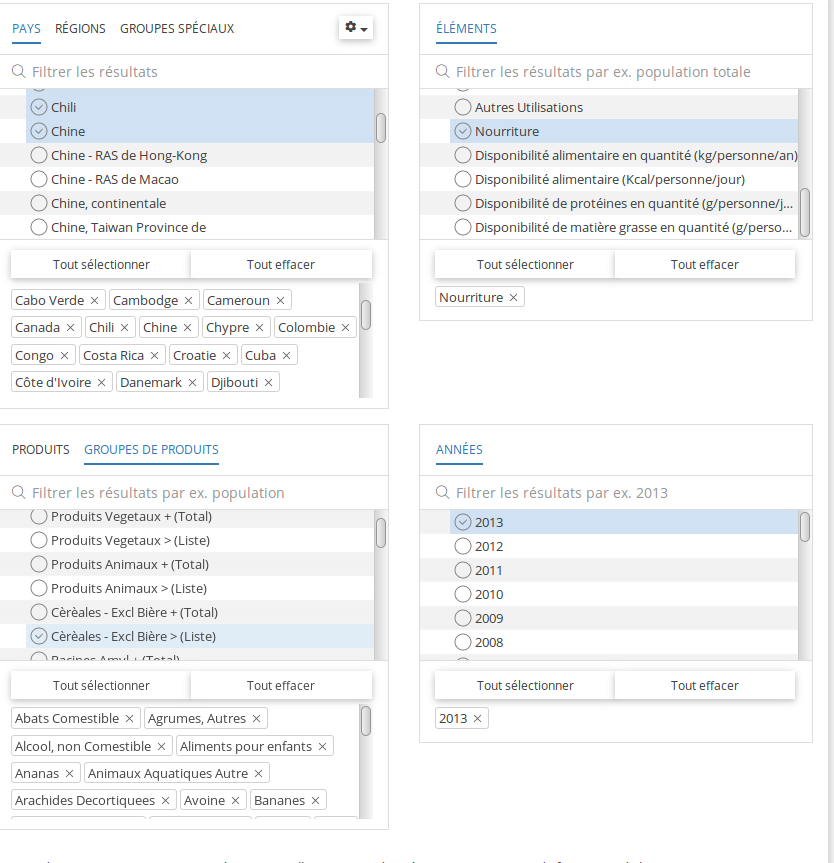 PAYS RÉGIONS GROUPES SPÉCIAUX
Filtrer les résultats
Chili
Chine
Chine - RAS de Hong-Kong
Chine - RAS de Macao
Chine, continentale
Chine, Taiwan Province de
Tout sélectionner Tout effacer
Cabo Verde × Cambodge × Cameroun ×
Canada × Chili × Chine × Chypre × Colombie ×
Congo × Costa Rica × Croatie × Cuba ×
Côte d'Ivoire × Danemark × Djibouti ×
ÉLÉMENTS
Filtrer les résultats par ex. population totale
Autres Utilisations
Nourriture
Disponibilité alimentaire en quantité (kg/personne/an)
Disponibilité alimentaire (Kcal/personne/jour)
Disponibilité de protéines en quantité (g/personne/j...
Disponibilité de matière grasse en quantité (g/perso...
Tout sélectionner Tout effacer
Nourriture ×
PRODUITS GROUPES DE PRODUITS
Filtrer les résultats par ex. population
Produits Vegetaux + (Total)
Produits Vegetaux > (Liste)
Produits Animaux + (Total)
Produits Animaux > (Liste)
Cèrèales - Excl Bière + (Total)
Cèrèales - Excl Bière > (Liste)
Racines Amyl + (Total)
Tout sélectionner Tout effacer
Abats Comestible × Agrumes, Autres ×
Alcool, non Comestible × Aliments pour enfants ×
Ananas × Animaux Aquatiques Autre ×
Arachides Decortiquees × Avoine × Bananes ×
ANNÉES
Filtrer les résultats par ex. 2013
2013
2012
2011
2010
2009
2008
Tout sélectionner Tout effacer
2013 ×